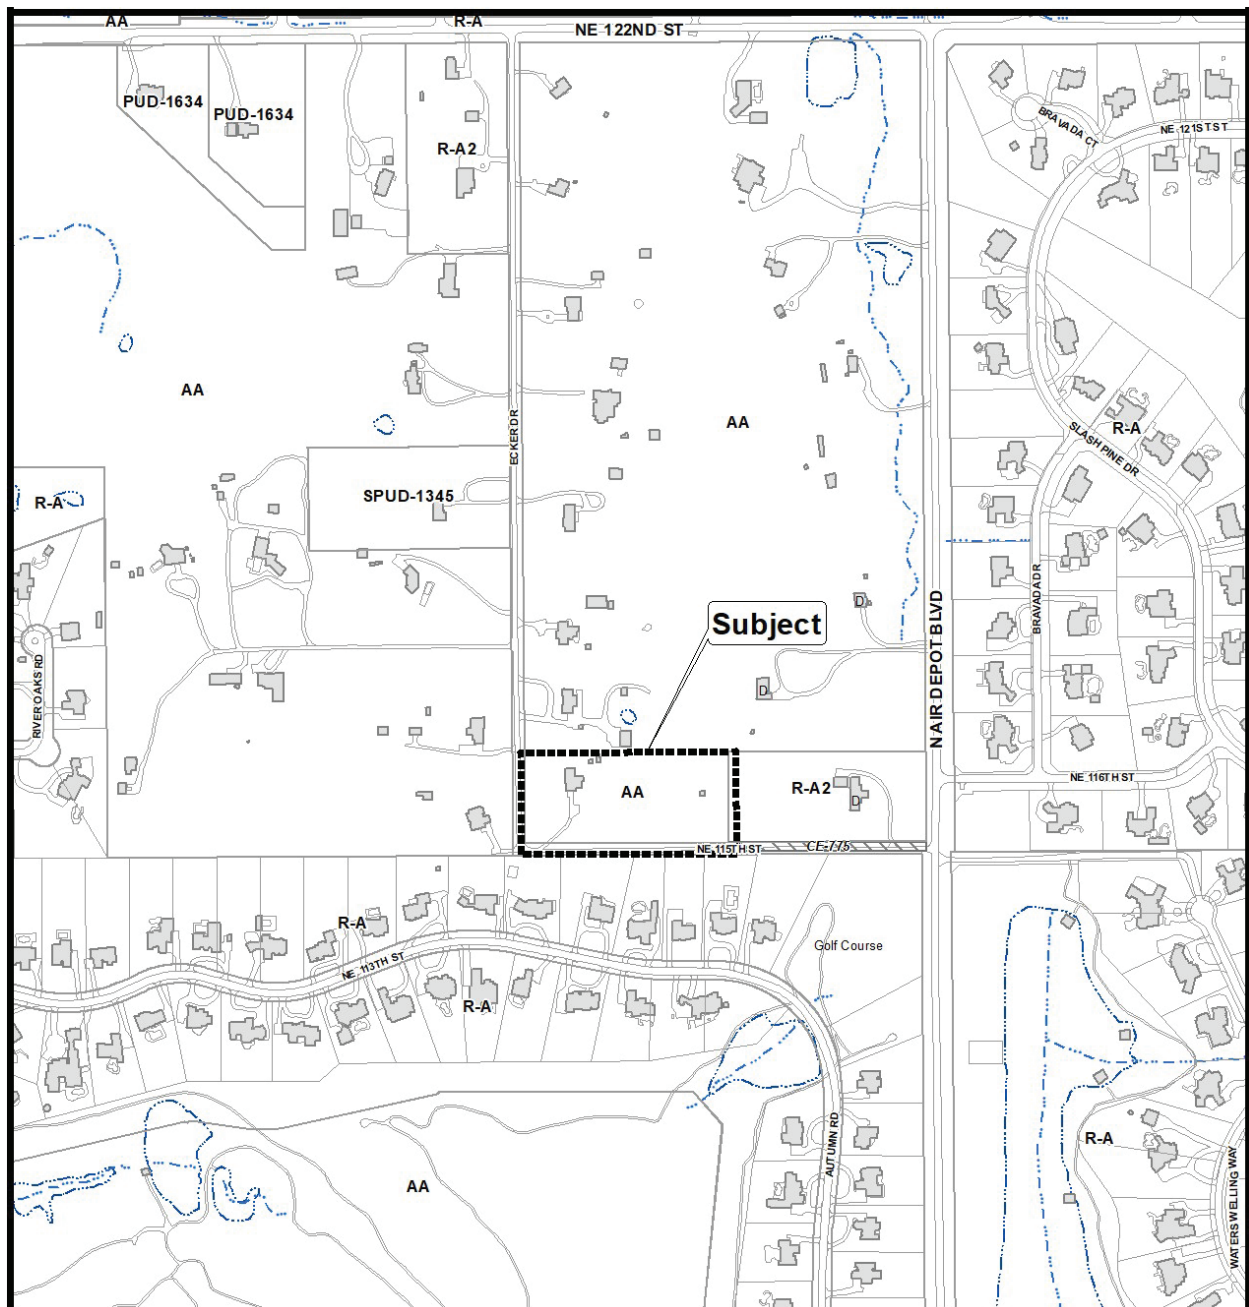 AA
R-A
NE 122ND ST
PUD-1634
PUD-1634
BRAVADA CT
NE 121ST ST
R-A2
AA
ECKER DR
AA
R-A
SLASH PINE DR
R-A
SPUD-1345
BRAVADA DR
D
N AIR DEPOT BLVD
Subject
RIVER OAKS RD
D
NE 116TH ST
AA
R-A2
D
NE 115TH ST
CE-775
R-A
Golf Course
NE 113TH ST
R-A
AUTUMN RD
R-A
WATERS WELLING WAY
AA